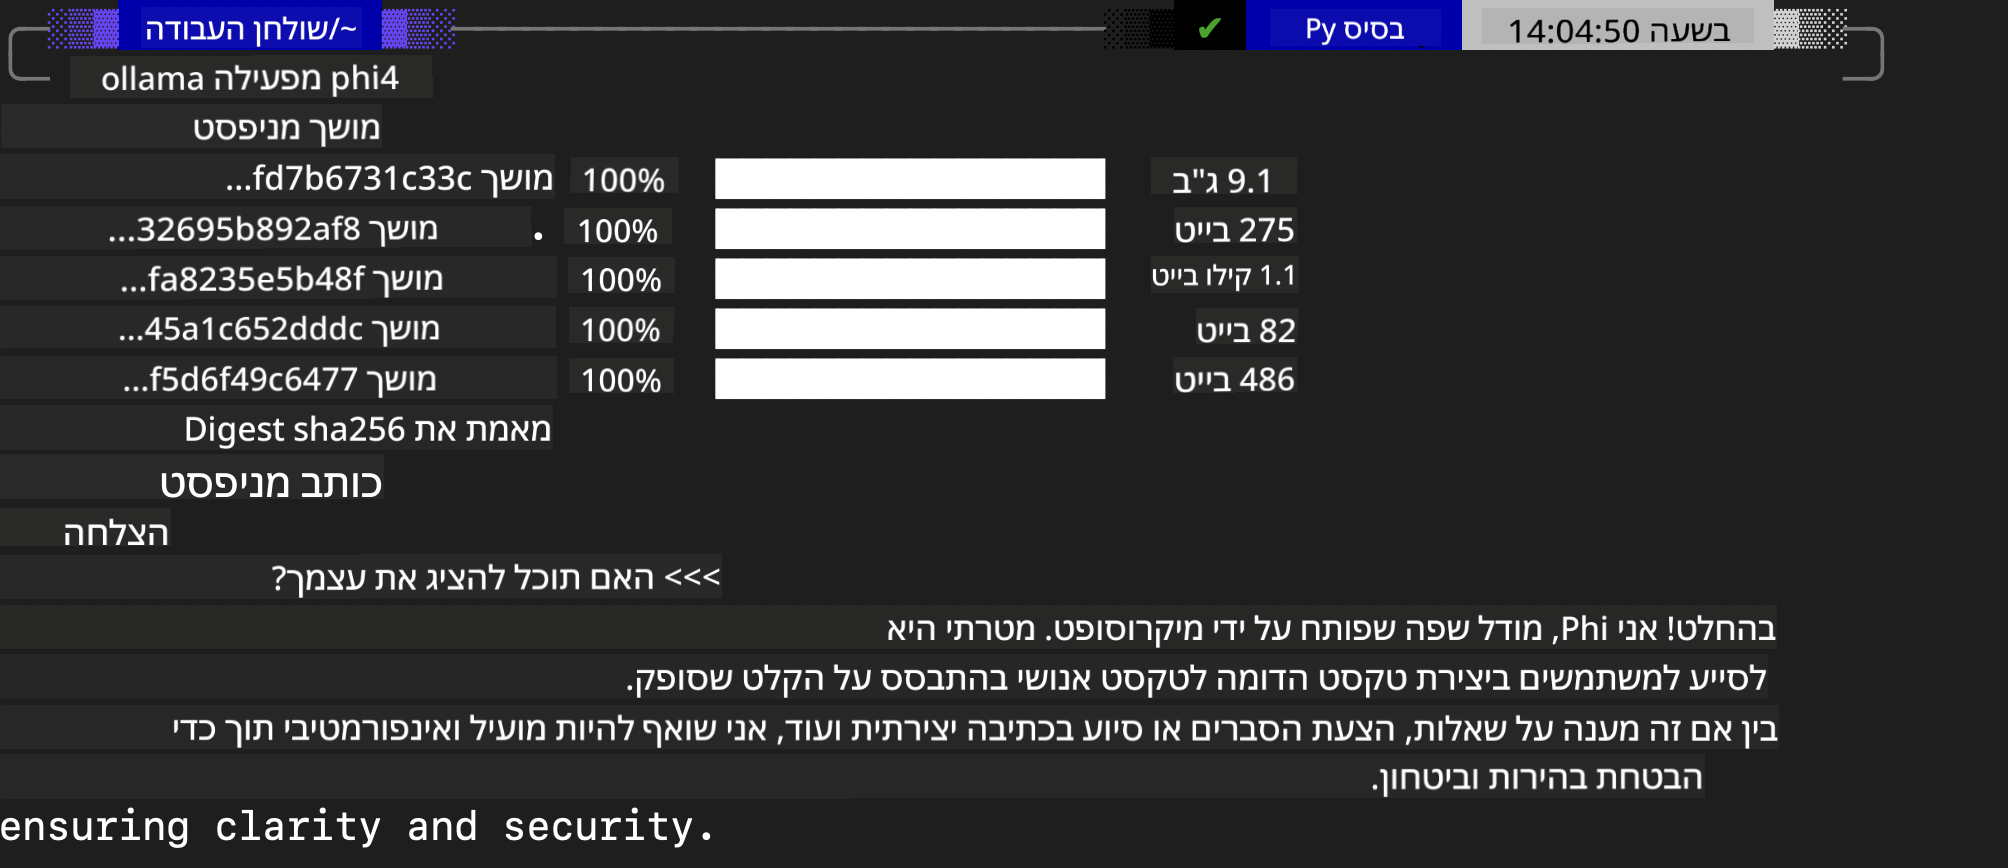 ~/שולחן העבודה ✔ בסיס Py בשעה 14:04:50
ollama מפעילה phi4
מושך מניפסט
מושך fd7b6731c33c... 100% 9.1 ג"ב
מושך 32695b892af8... . 100% 275 בייט
מושך fa8235e5b48f... 100% 1.1 קילו בייט
מושך 45a1c652dddc... 100% 82 בייט
מושך f5d6f49c6477... 100% 486 בייט
מאמת את Digest sha256
כותב מניפסט
הצלחה
>>> האם תוכל להציג את עצמך?
בהחלט! אני Phi, מודל שפה שפותח על ידי מיקרוסופט. מטרתי היא
לסייע למשתמשים ביצירת טקסט הדומה לטקסט אנושי בהתבסס על הקלט שסופק.
בין אם זה מענה על שאלות, הצעת הסברים או סיוע בכתיבה יצירתית ועוד, אני שואף להיות מועיל ואינפורמטיבי תוך כדי
הבטחת בהירות וביטחון.
ensuring clarity and security.